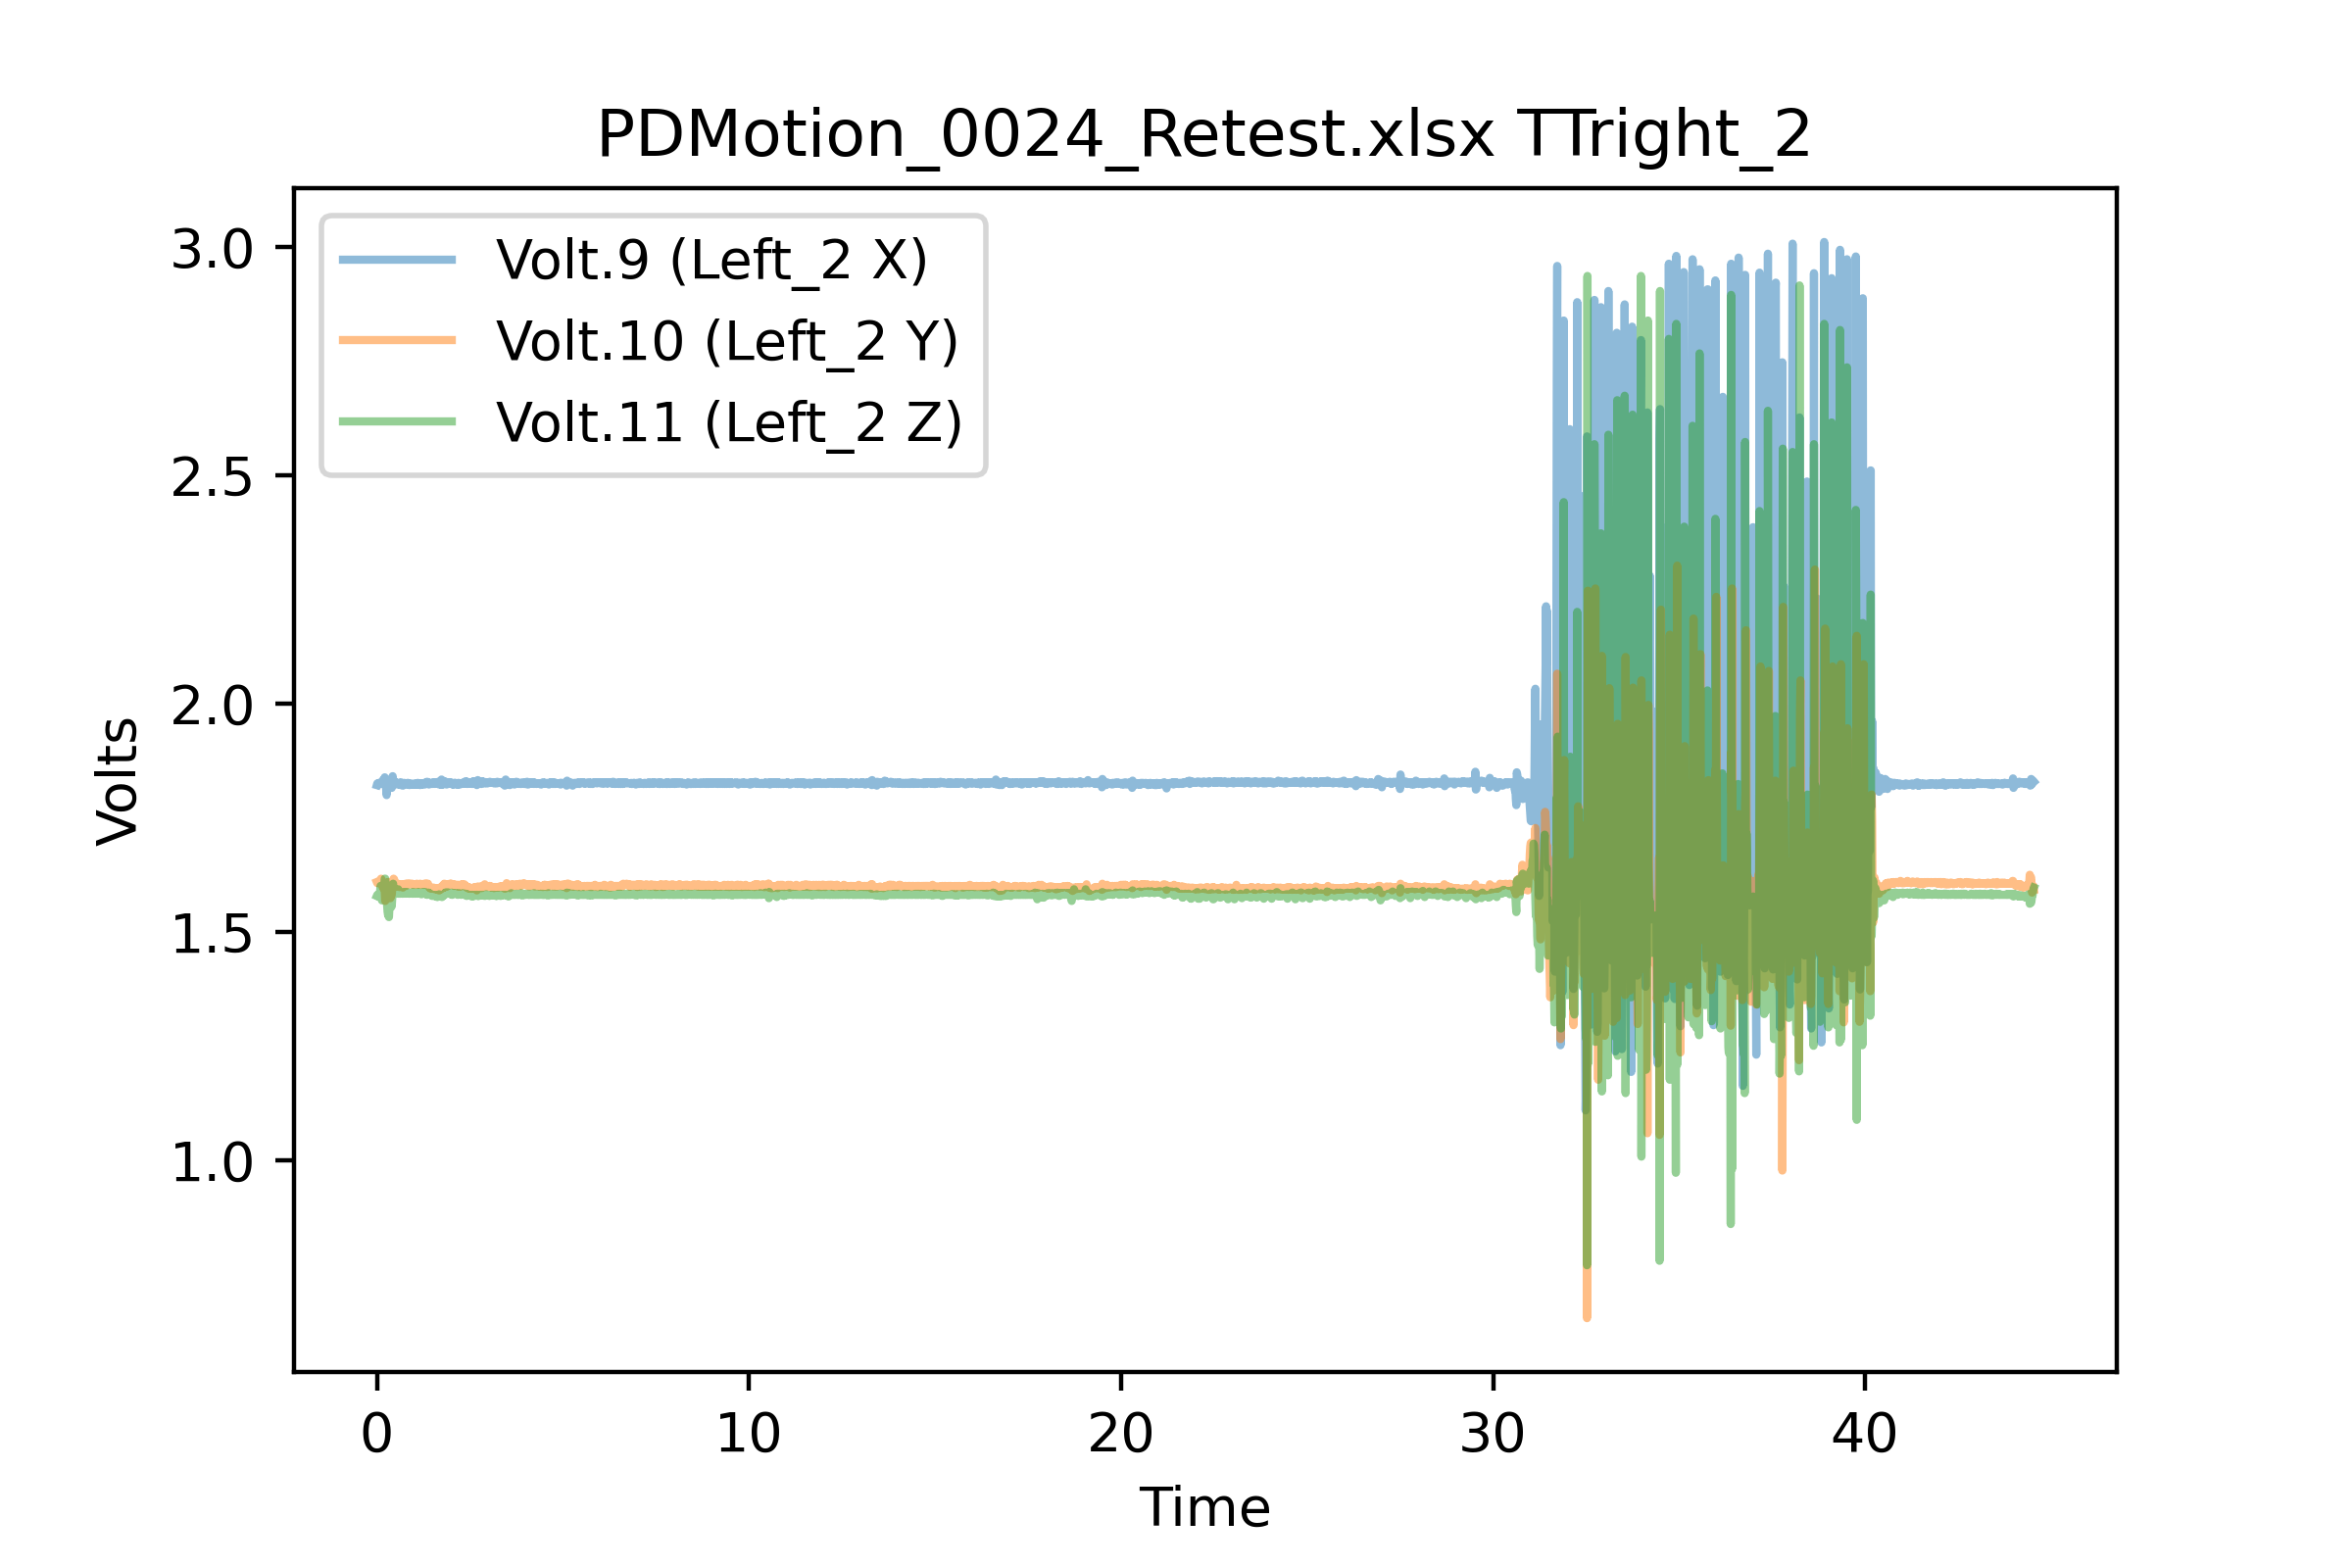 PDMotion_0024_Retest.xlsx TTright_2
Volt.9 (Left_2 X)
Volt.10 (Left_2 Y)
Volt.11 (Left_2 Z)
3.0
2.5
2.0
1.5
1.0
Volts
0 10 20 30 40
Time